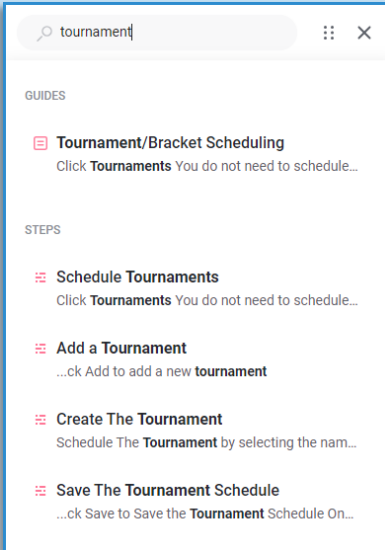 tournament
GUIDES
Tournament/Bracket Scheduling
Click Tournaments You do not need to schedule...
STEPS
Schedule Tournaments
Click Tournaments You do not need to schedule...
Add a Tournament
...ck Add to add a new tournament
Create The Tournament
Schedule The Tournament by selecting the nam...
Save The Tournament Schedule
...ck Save to Save the Tournament Schedule On...